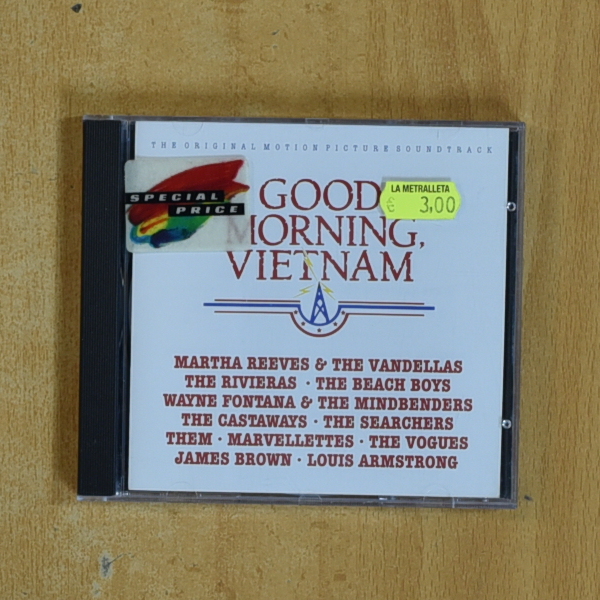 THE ORIGINAL MOTION PICTURE SOUNDTRACK
SPECIAL
PRICE
LA METRALLETA
€ 3,00
GOOD
MORNING,
VIETNAM
MARTHA REEVES & THE VANDELLAS
THE RIVIERAS · THE BEACH BOYS
WAYNE FONTANA & THE MINDBENDERS
THE CASTAWAYS · THE SEARCHERS
THEM · MARVELLETTES · THE VOGUES
JAMES BROWN · LOUIS ARMSTRONG